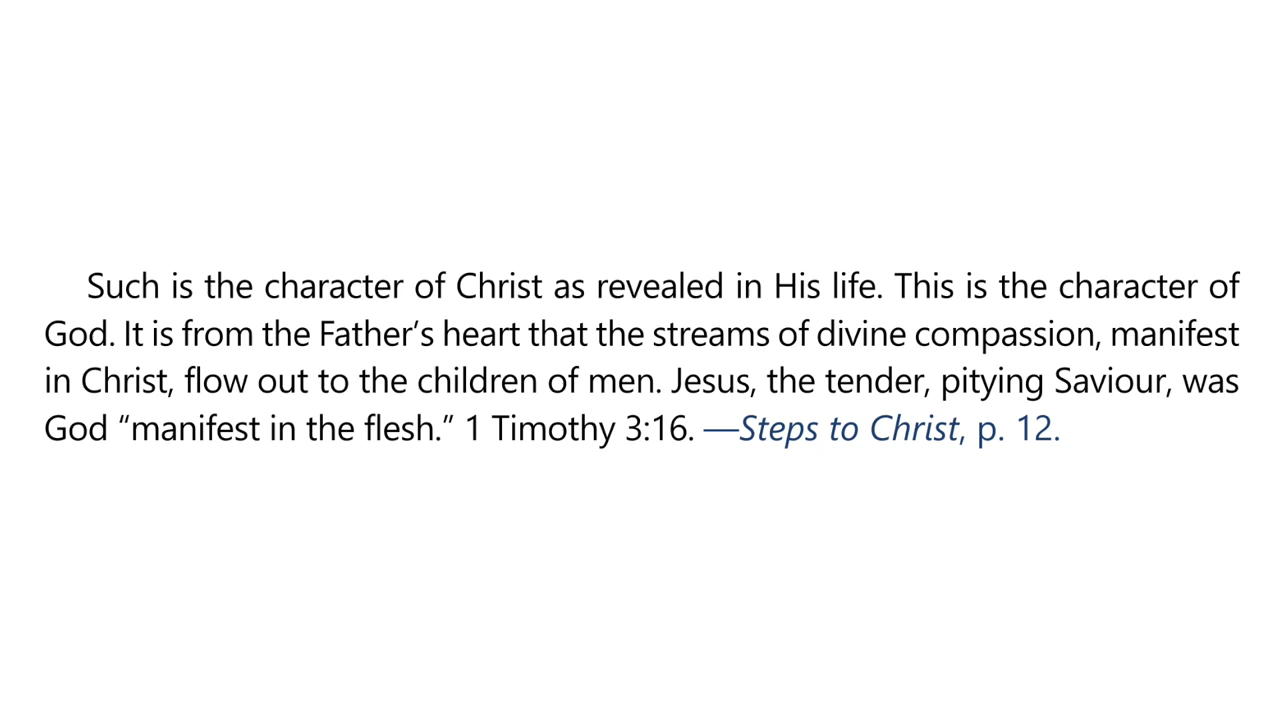 Such is the character of Christ as revealed in His life. This is the character of
God. It is from the Father’s heart that the streams of divine compassion, manifest
in Christ, flow out to the children of men. Jesus, the tender, pitying Saviour, was
God “manifest in the flesh.” 1 Timothy 3:16. —Steps to Christ, p. 12.